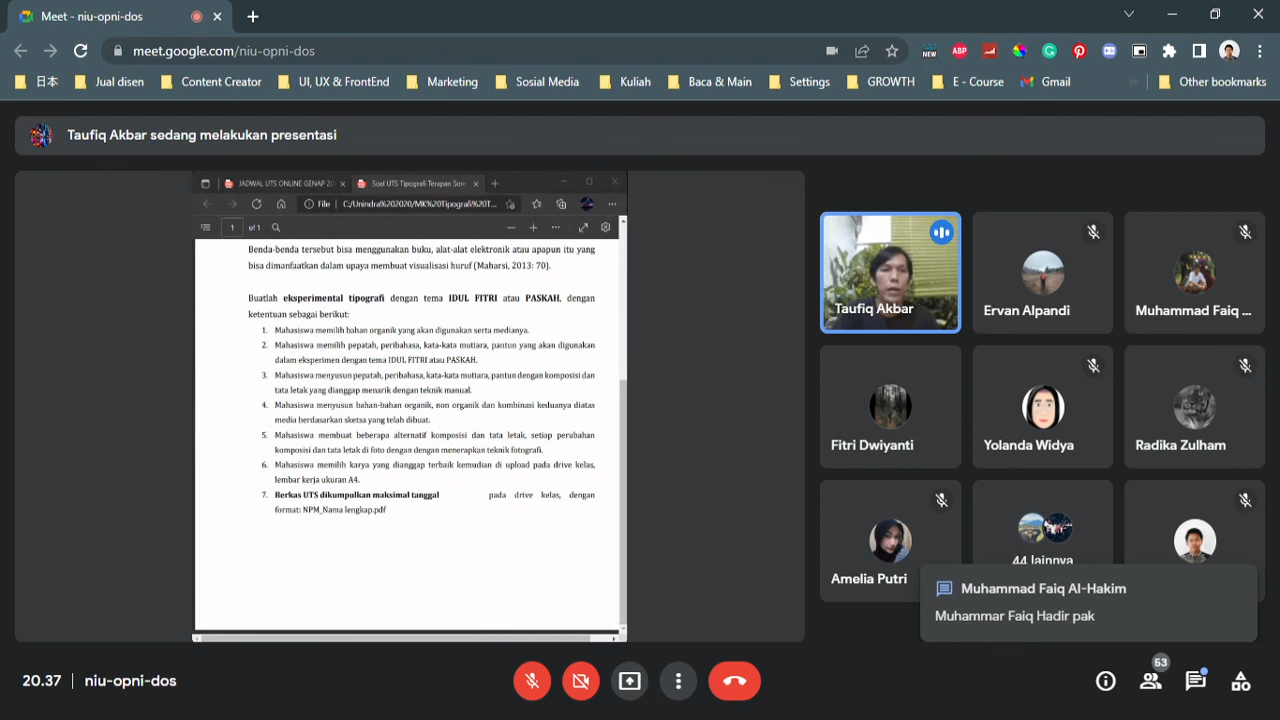 Meet - niu-opni-dos
meet.google.com/niu-opni-dos
日本
Jual disen
Content Creator
UI, UX & FrontEnd
Marketing
Sosial Media
Kuliah
Baca & Main
Settings
GROWTH
E - Course
Gmail
Other bookmarks
Taufiq Akbar sedang melakukan presentasi
JADWAL UTS ONLINE GENAP 2
Soal UTS Tipografi Terapan Sor
File
C:/Unindra%202020/MK%20Tipografi%20T...
1 of 1
Benda-benda tersebut bisa menggunakan buku, alat-alat elektronik atau apapun itu yang
bisa dimanfaatkan dalam upaya membuat visualisasi huruf (Maharsi, 2013: 70).
Buatlah eksperimental tipografi dengan tema IDUL FITRI atau PASKAH, dengan
ketentuan sebagai berikut:
1. Mahasiswa memilih bahan organik yang akan digunakan serta medianya.
2. Mahasiswa memilih pepatah, peribahasa, kata-kata mutiara, pantun yang akan digunakan
dalam eksperimen dengan tema IDUL FITRI atau PASKAH.
3. Mahasiswa menyusun pepatah, peribahasa, kata-kata mutiara, pantun dengan komposisi dan
tata letak yang dianggap menarik dengan teknik manual.
4. Mahasiswa menyusun bahan-bahan organik, non organik dan kombinasi keduanya diatas
media berdasarkan sketsa yang telah dibuat.
5. Mahasiswa membuat beberapa alternatif komposisi dan tata letak, setiap perubahan
komposisi dan tata letak di foto dengan dengan menerapkan teknik fotografi.
6. Mahasiswa memilih karya yang dianggap terbaik kemudian di upload pada drive kelas,
lembar kerja ukuran A4.
7. Berkas UTS dikumpulkan maksimal tanggal pada drive kelas, dengan
format: NPM_Nama lengkap.pdf
Taufiq Akbar
Ervan Alpandi
Muhammad Faiq ...
Fitri Dwiyanti
Yolanda Widya
Radika Zulham
Amelia Putri
44 lainnya
Muhammad Faiq Al-Hakim
Muhammar Faiq Hadir pak
20.37
niu-opni-dos
53